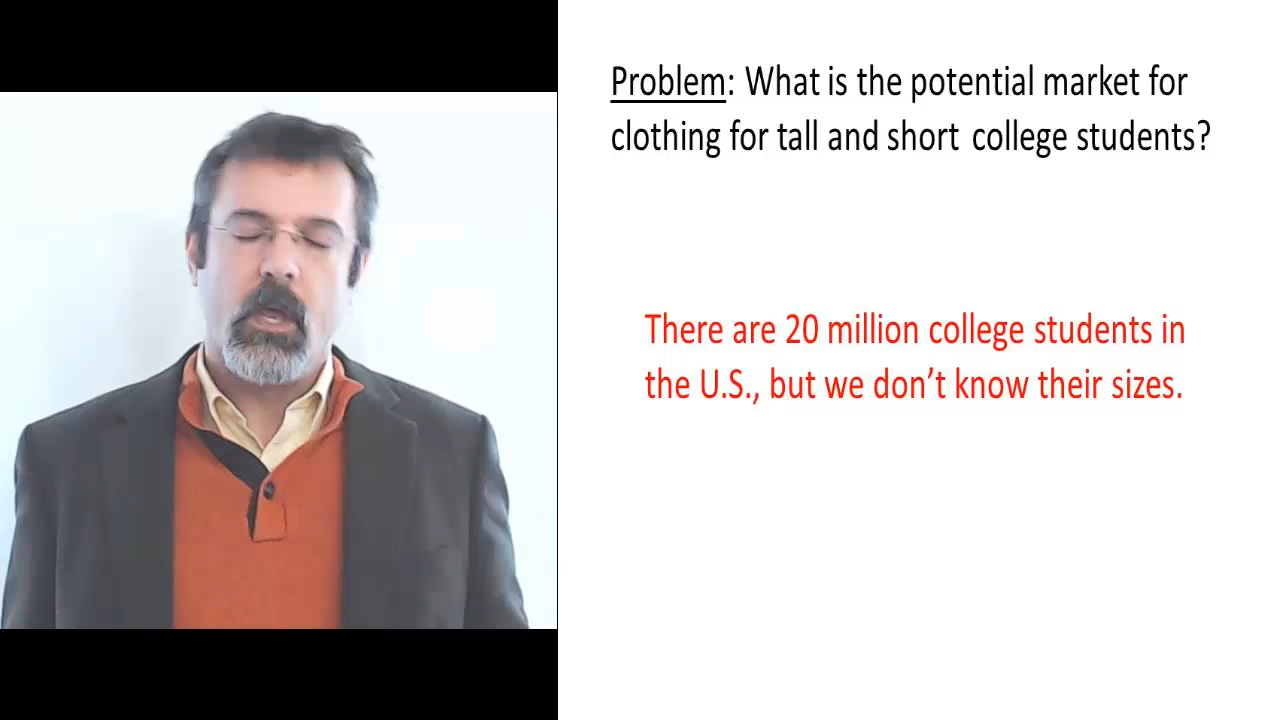 Problem: What is the potential market for
clothing for tall and short college students?
There are 20 million college students in
the U.S., but we don’t know their sizes.